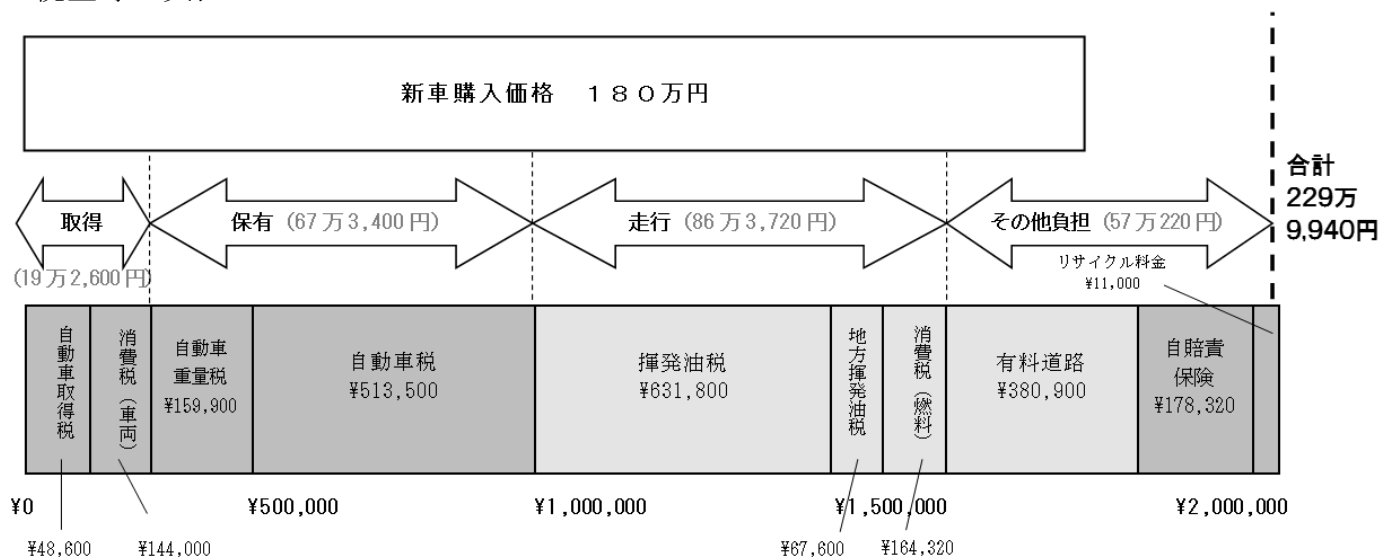 新車購入価格　１８０万円
取得
(19万2,600円)
保有 (67万3,400円)
走行 (86万3,720円)
その他負担 (57万220円)
合計
229万
9,940円
リサイクル料金
¥11,000
自動車取得税
消費税（車両）
自動車
重量税
¥159,900
自動車税
¥513,500
揮発油税
¥631,800
地方揮発油税
消費税（燃料）
有料道路
¥380,900
自賠責
保険
¥178,320
¥0
¥500,000
¥1,000,000
¥1,500,000
¥2,000,000
¥48,600
¥144,000
¥67,600
¥164,320